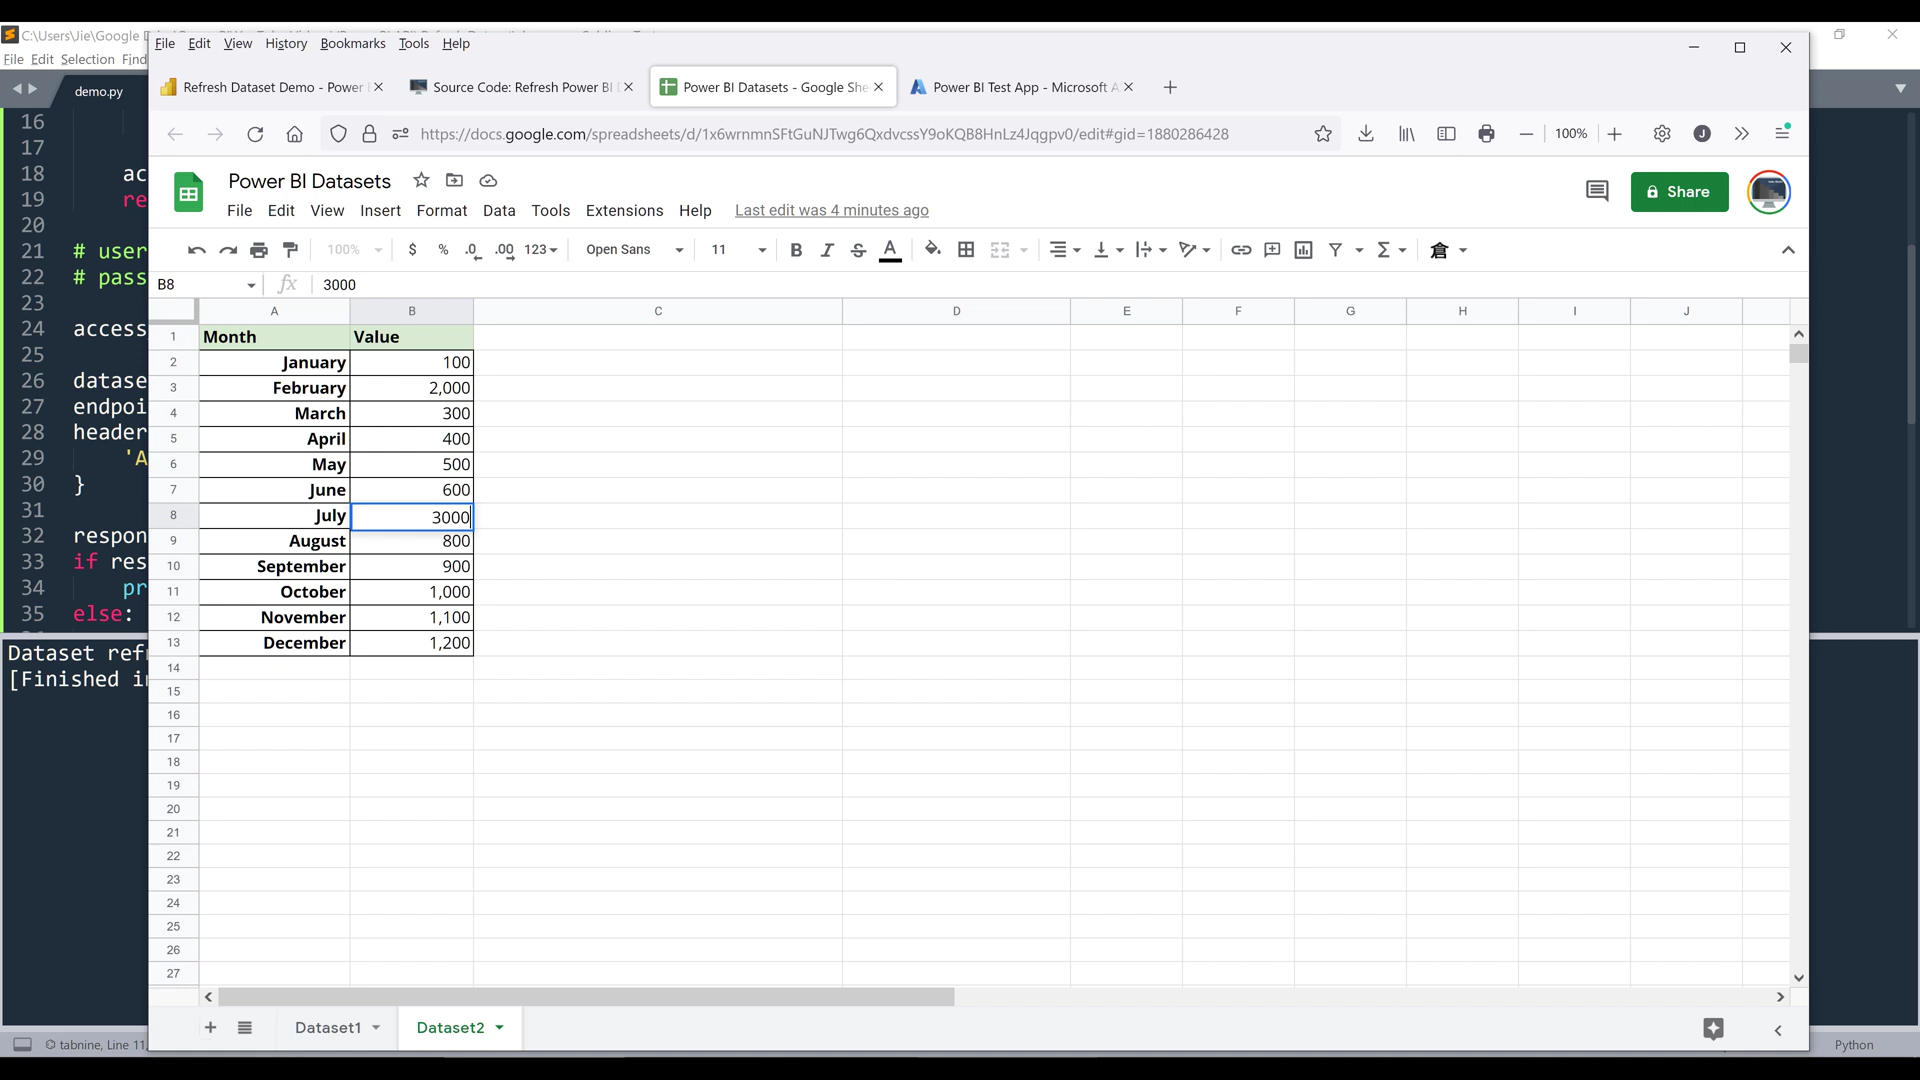 File Edit Selection Find
demo.py
16
17
18 ac
19 re
20
21 # user
22 # pass
23
24 access
25
26 datase
27 endpoi
28 header
29 'A
30 }
31
32 respon
33 if res
34 pr
35 else:
Dataset refr
[Finished in
tabnine, Line 11,
Python
File Edit View History Bookmarks Tools Help
Refresh Dataset Demo - Power
Source Code: Refresh Power BI
Power BI Datasets - Google She
Power BI Test App - Microsoft A
https://docs.google.com/spreadsheets/d/1x6wrnmnSFtGuNJTwg6QxdvcssY9oKQB8HnLz4Jqgpv0/edit#gid=1880286428
100%
J
Power BI Datasets
File Edit View Insert Format Data Tools Extensions Help Last edit was 4 minutes ago
Share
100% $ % .0 .00 123 Open Sans 11 B I S A Σ 倉
B8 fx 3000
A B C D E F G H I J
1 Month Value
2 January 100
3 February 2,000
4 March 300
5 April 400
6 May 500
7 June 600
8 July 3000
9 August 800
10 September 900
11 October 1,000
12 November 1,100
13 December 1,200
14
15
16
17
18
19
20
21
22
23
24
25
26
27
Dataset1
Dataset2